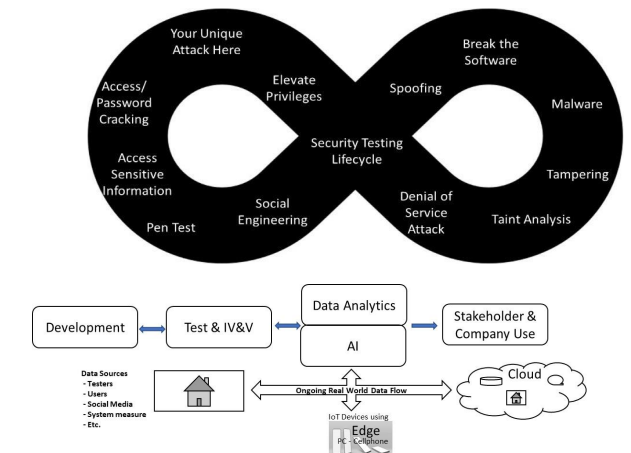 Your Unique
Attack Here
Elevate
Privileges
Access/
Password
Cracking
Access
Sensitive
Information
Pen Test
Social
Engineering
Security Testing
Lifecycle
Spoofing
Break the
Software
Malware
Tampering
Taint Analysis
Denial of
Service
Attack
Development
Test & IV&V
Data Analytics
AI
Stakeholder &
Company Use
Data Sources
- Testers
- Users
- Social Media
- System measure
- Etc.
Ongoing Real World Data Flow
Cloud
IoT Devices using
Edge
PC - Cellphone